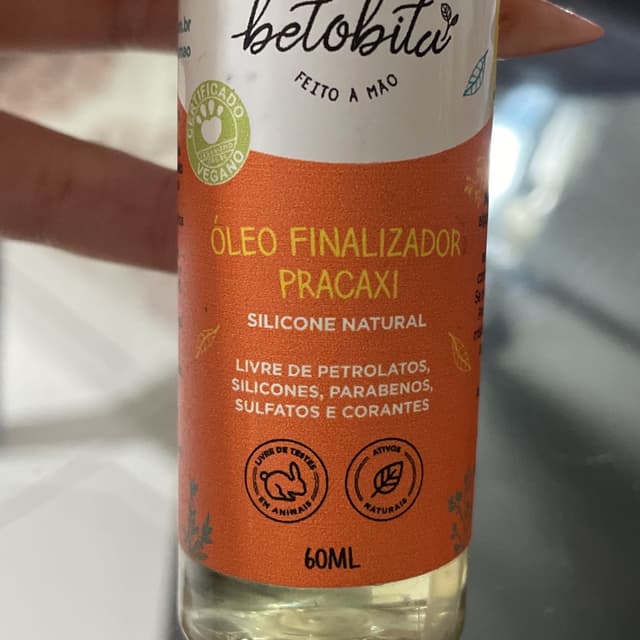 betobita
FEITO A MÃO
CERTIFICADO
VEGANO
ÓLEO FINALIZADOR
PRACAXI
SILICONE NATURAL
LIVRE DE PETROLATOS,
SILICONES, PARABENOS,
SULFATOS E CORANTES
LIVRE DE TESTES
EM ANIMAIS
ATIVOS
NATURAIS
60ML